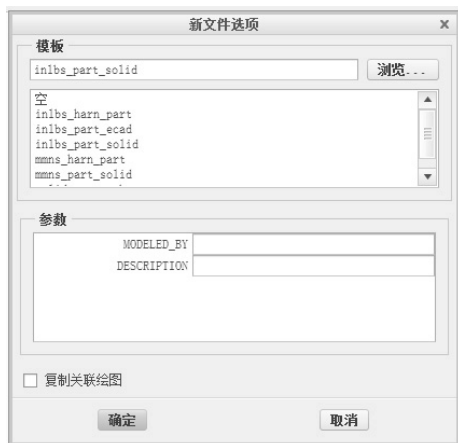 新文件选项
模板
inlbs_part_solid
浏览...
空
inlbs_harn_part
inlbs_part_ecad
inlbs_part_solid
mmns_harn_part
mmns_part_solid
参数
MODELED_BY
DESCRIPTION
复制关联绘图
确定
取消